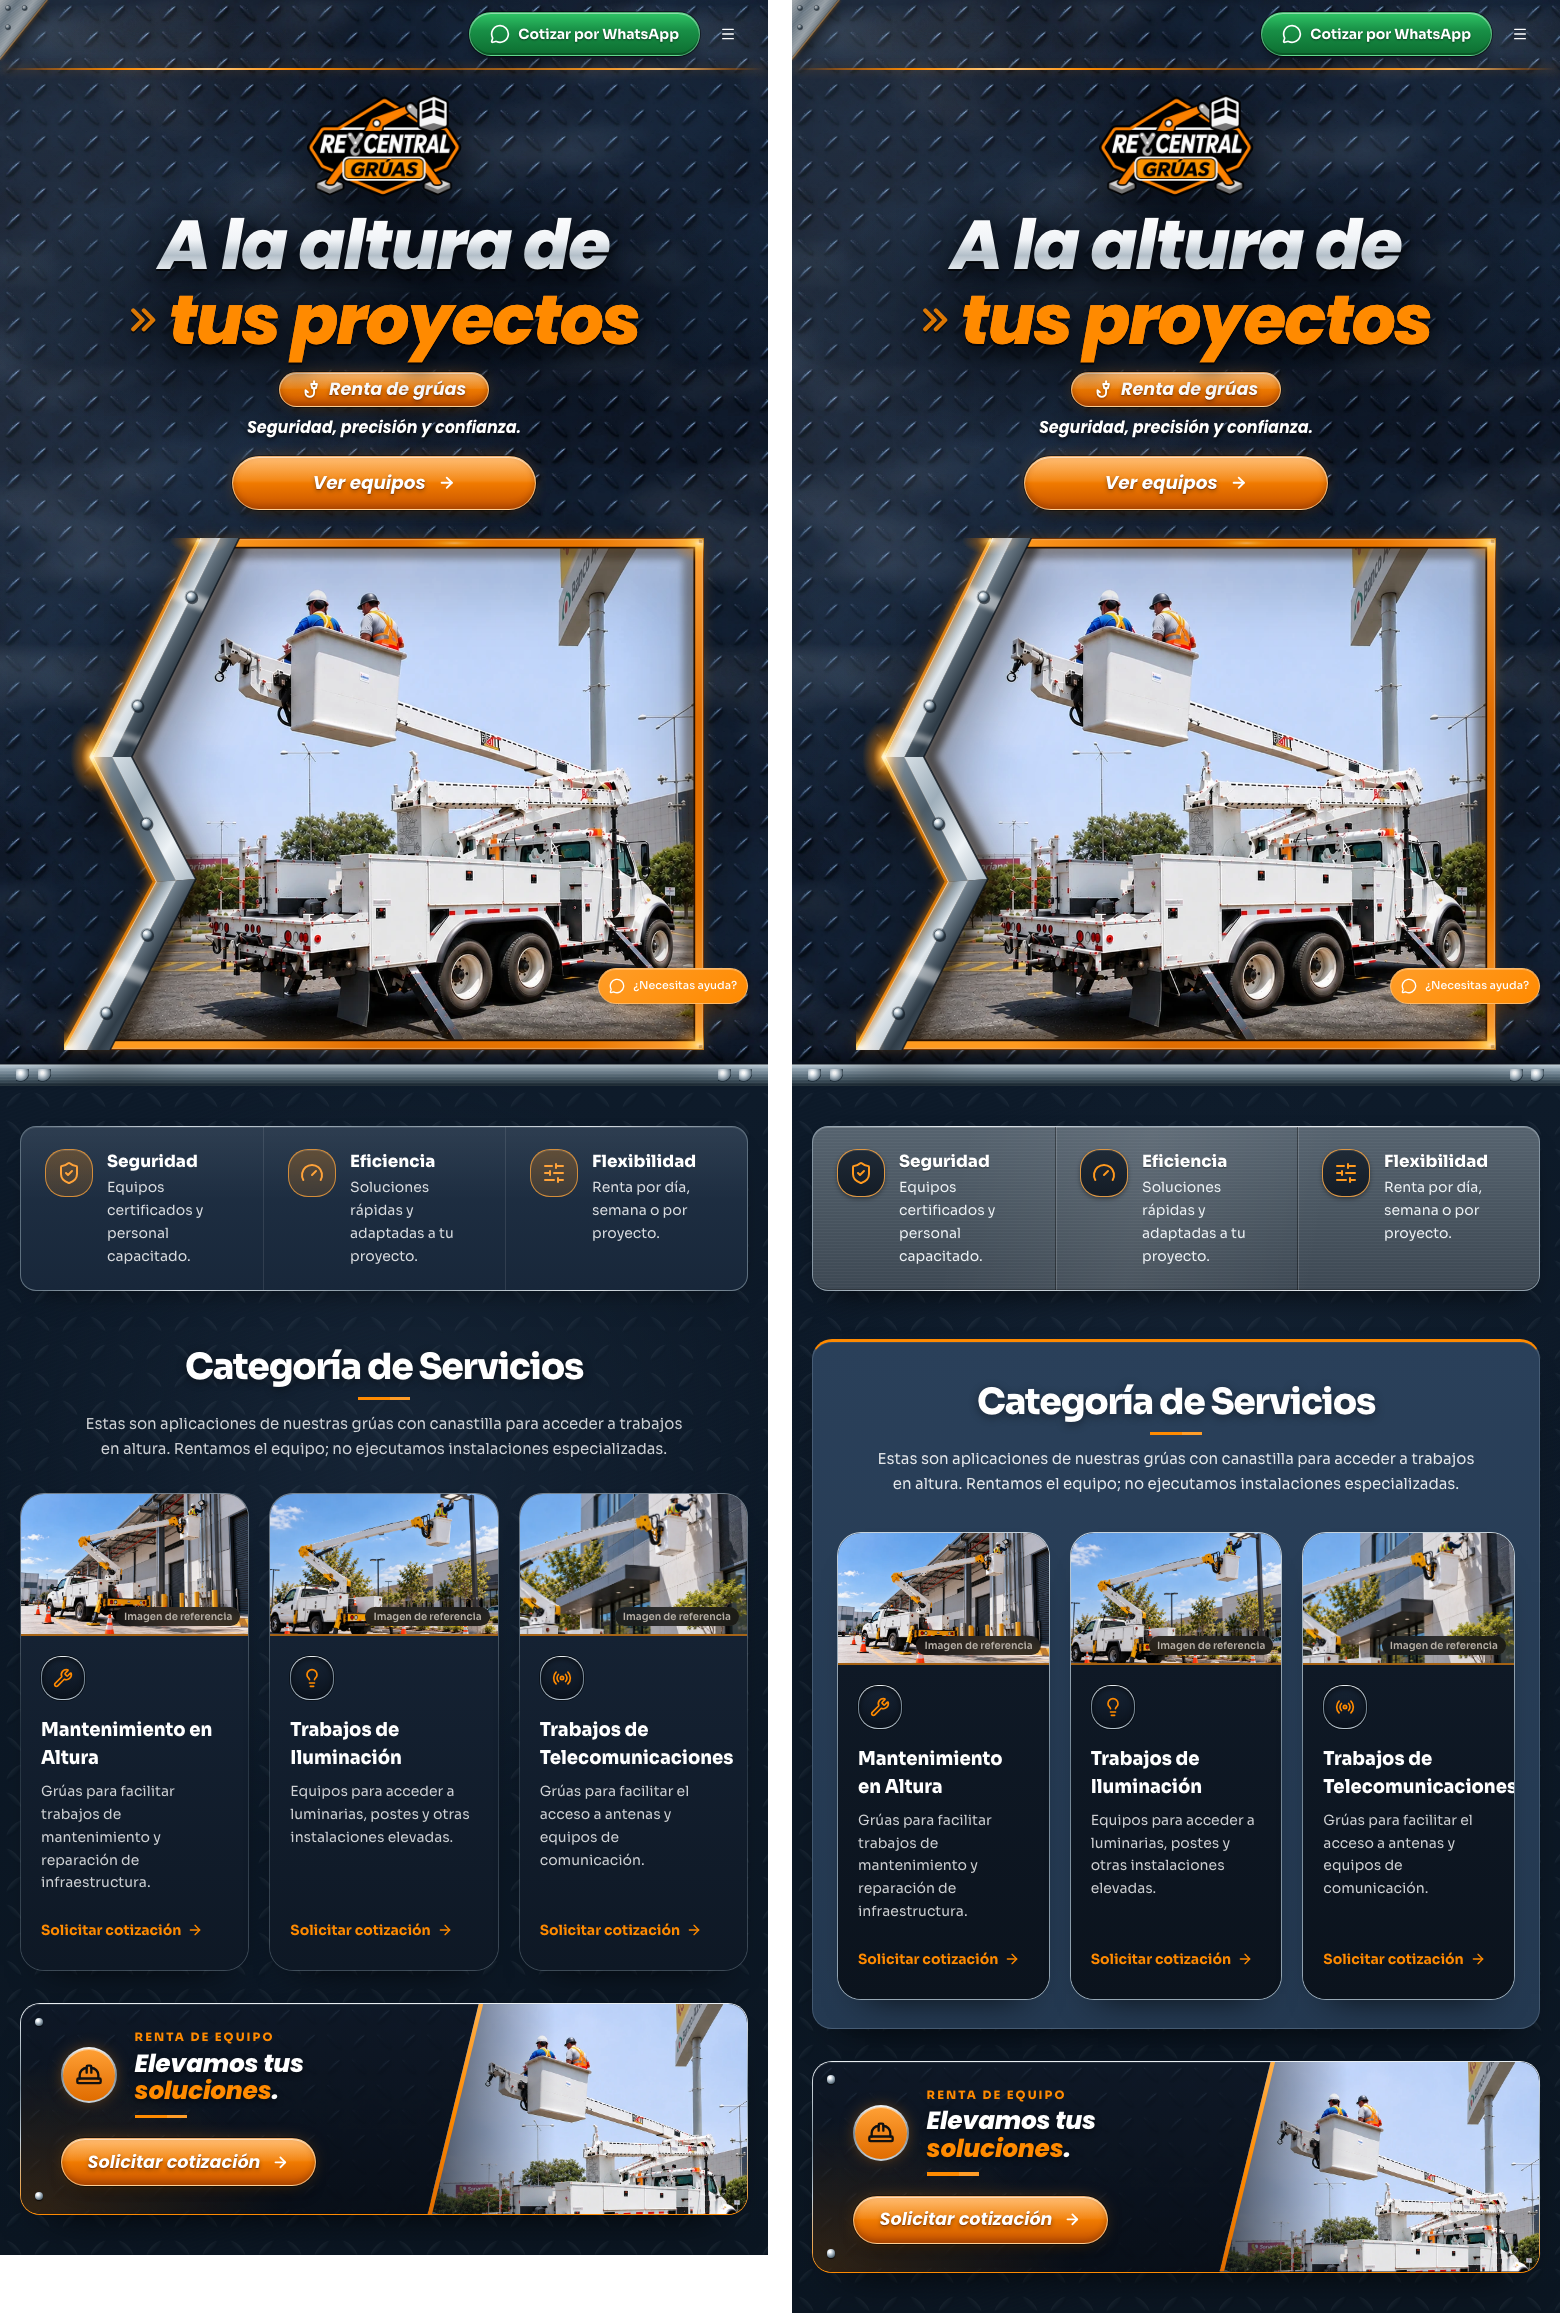 Cotizar por WhatsApp
REYCENTRAL
GRÚAS
A la altura de
tus proyectos
Renta de grúas
Seguridad, precisión y confianza.
Ver equipos
¿Necesitas ayuda?
Seguridad
Equipos
certificados y
personal
capacitado.
Eficiencia
Soluciones
rápidas y
adaptadas a tu
proyecto.
Flexibilidad
Renta por día,
semana o por
proyecto.
Categoría de Servicios
Estas son aplicaciones de nuestras grúas con canastilla para acceder a trabajos
en altura. Rentamos el equipo; no ejecutamos instalaciones especializadas.
Imagen de referencia
Imagen de referencia
Imagen de referencia
Mantenimiento en
Altura
Grúas para facilitar
trabajos de
mantenimiento y
reparación de
infraestructura.
Solicitar cotización
Trabajos de
Iluminación
Equipos para acceder a
luminarias, postes y otras
instalaciones elevadas.
Solicitar cotización
Trabajos de
Telecomunicaciones
Grúas para facilitar el
acceso a antenas y
equipos de
comunicación.
Solicitar cotización
RENTA DE EQUIPO
Elevamos tus
soluciones.
Solicitar cotización
Cotizar por WhatsApp
REYCENTRAL
GRÚAS
A la altura de
tus proyectos
Renta de grúas
Seguridad, precisión y confianza.
Ver equipos
¿Necesitas ayuda?
Seguridad
Equipos
certificados y
personal
capacitado.
Eficiencia
Soluciones
rápidas y
adaptadas a tu
proyecto.
Flexibilidad
Renta por día,
semana o por
proyecto.
Categoría de Servicios
Estas son aplicaciones de nuestras grúas con canastilla para acceder a trabajos
en altura. Rentamos el equipo; no ejecutamos instalaciones especializadas.
Imagen de referencia
Imagen de referencia
Imagen de referencia
Mantenimiento
en Altura
Grúas para facilitar
trabajos de
mantenimiento y
reparación de
infraestructura.
Solicitar cotización
Trabajos de
Iluminación
Equipos para acceder a
luminarias, postes y
otras instalaciones
elevadas.
Solicitar cotización
Trabajos de
Telecomunicaciones
Grúas para facilitar el
acceso a antenas y
equipos de
comunicación.
Solicitar cotización
RENTA DE EQUIPO
Elevamos tus
soluciones.
Solicitar cotización